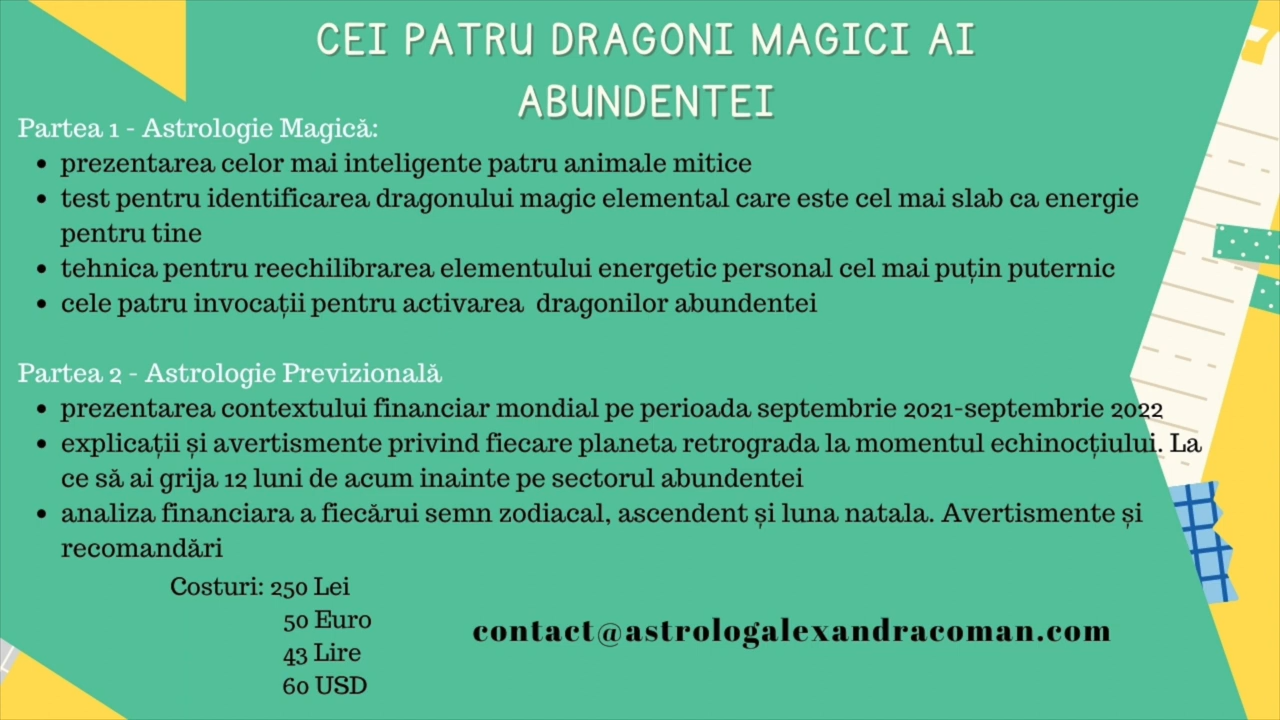 CEI PATRU DRAGONI MAGICI AI
ABUNDENTEI
Partea 1 - Astrologie Magică:
• prezentarea celor mai inteligente patru animale mitice
• test pentru identificarea dragonului magic elemental care este cel mai slab ca energie
pentru tine
• tehnica pentru reechilibrarea elementului energetic personal cel mai puțin puternic
• cele patru invocații pentru activarea dragonilor abundentei
Partea 2 - Astrologie Previzională
• prezentarea contextului financiar mondial pe perioada septembrie 2021-septembrie 2022
• explicații și avertismente privind fiecare planeta retrograda la momentul echinocțiului. La
ce să ai grija 12 luni de acum inainte pe sectorul abundentei
• analiza financiara a fiecărui semn zodiacal, ascendent și luna natala. Avertismente și
recomandări
Costuri: 250 Lei
50 Euro
43 Lire
60 USD
contact@astrologalexandracoman.com